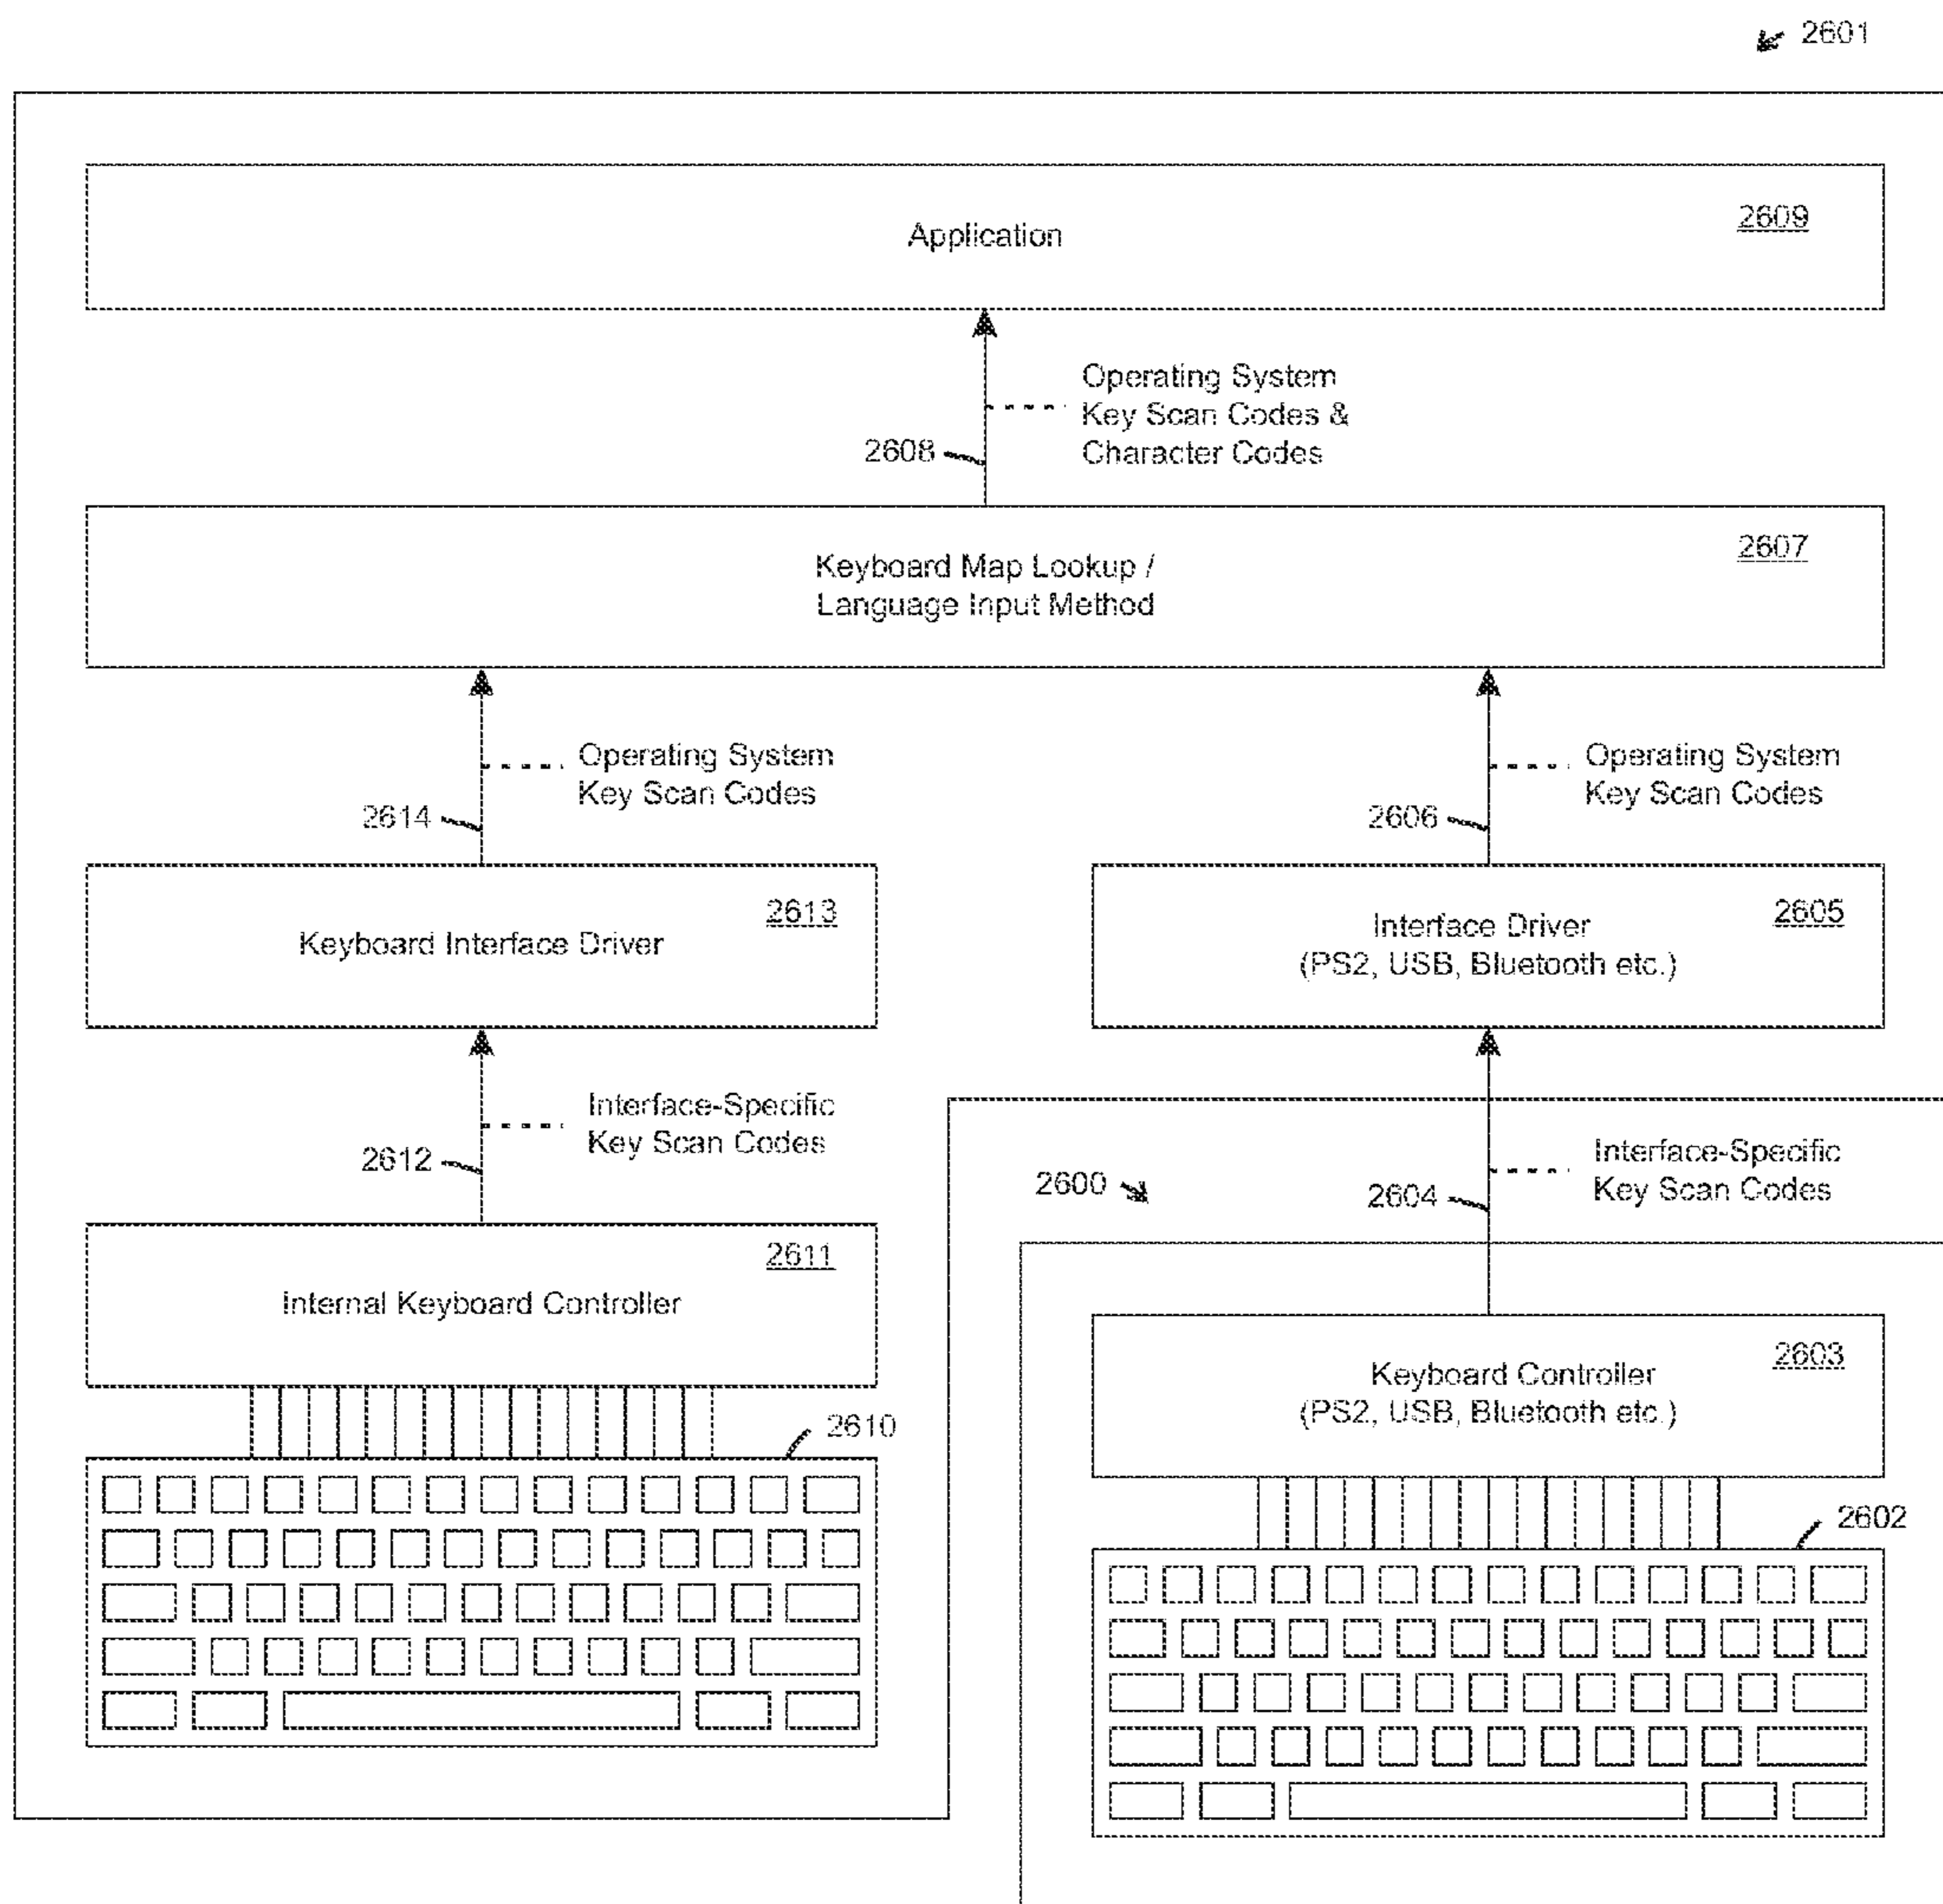 2601
Application
2609
Operating System
Key Scan Codes &
Character Codes
2608
Keyboard Map Lookup /
Language Input Method
2607
Operating System
Key Scan Codes
2614
Operating System
Key Scan Codes
2606
Keyboard Interface Driver
2613
Interface Driver
(PS2, USB, Bluetooth etc.)
2605
Interface-Specific
Key Scan Codes
2612
2600
Interface-Specific
Key Scan Codes
2604
Internal Keyboard Controller
2611
Keyboard Controller
(PS2, USB, Bluetooth etc.)
2603
2610
2602